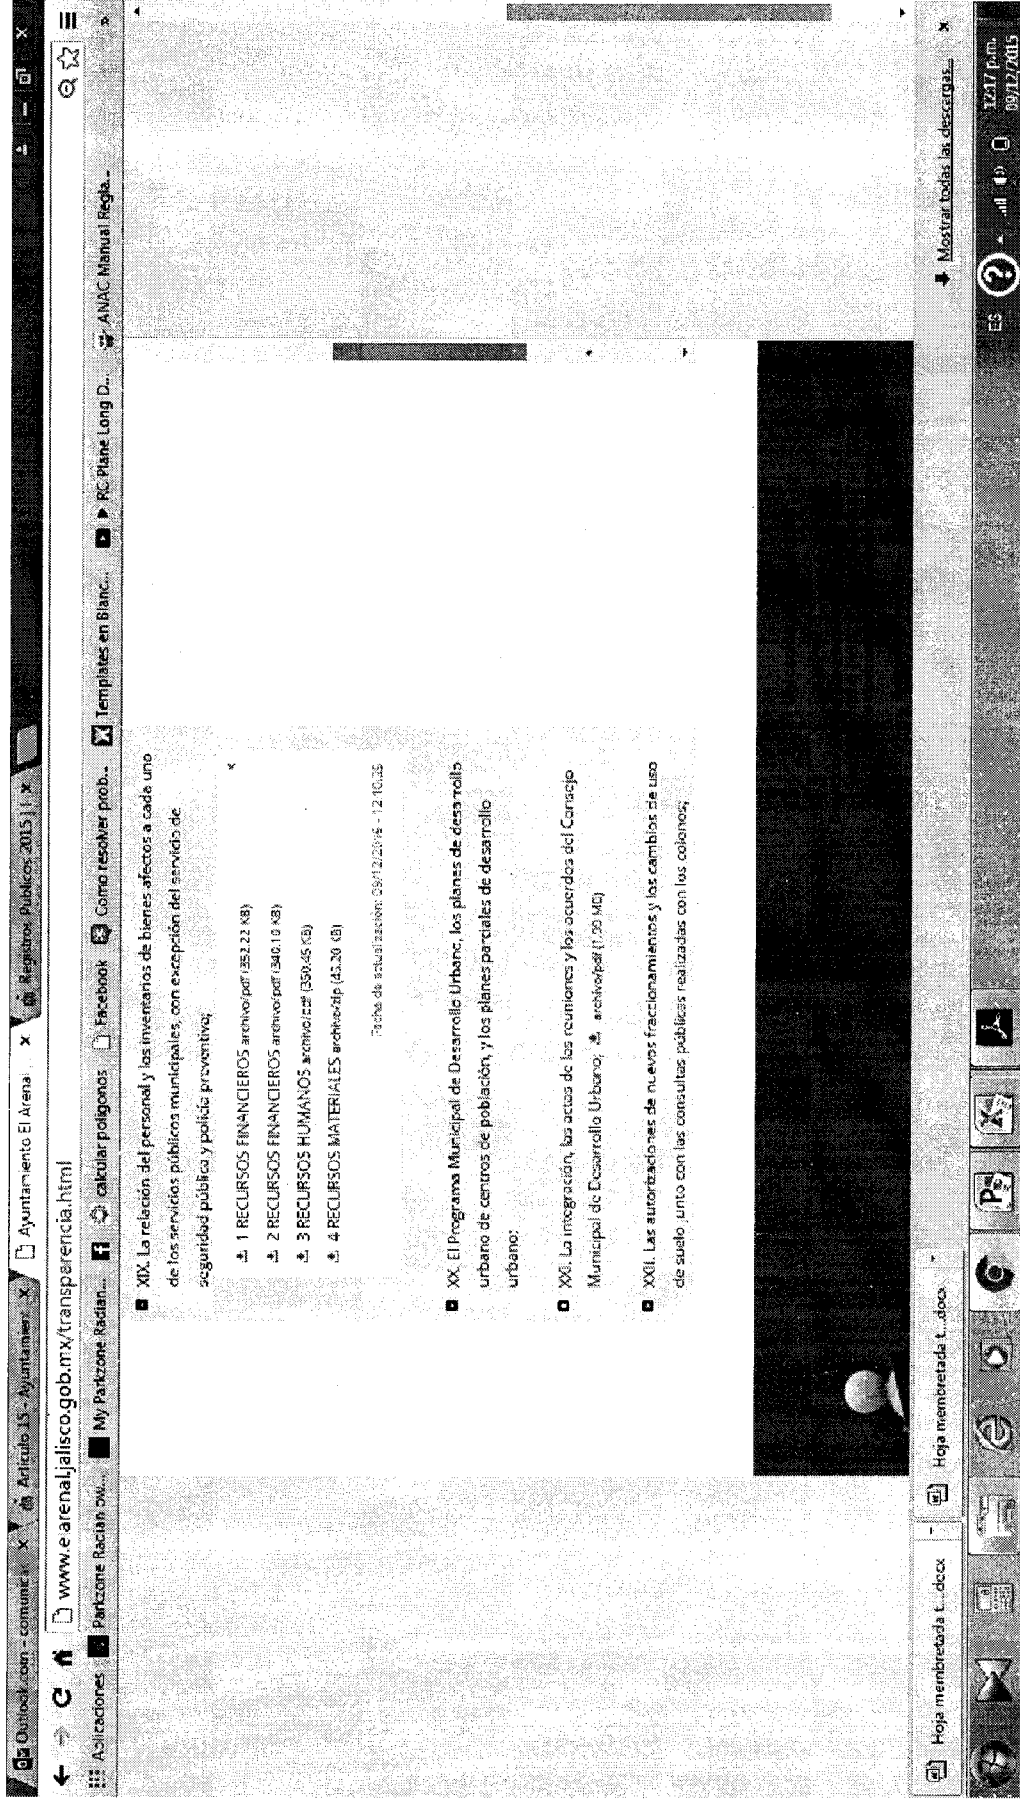 Outlook.com - comunica
Artículo 15 - Ayuntamien
Ayuntamiento El Arenal
Registros Publicos 2015 |
www.elarenal.jalisco.gob.mx/transparencia.html
Aplicaciones
Parkzone Radian ow...
My Parkzone Radian...
calcular poligonos
Facebook
Como resolver prob...
Templates en Blanc...
RC Plane Long D...
ANAC Manual Regla...
XIX. La relación del personal y los inventarios de bienes afectos a cada uno
de los servicios públicos municipales, con excepción del servicio de
seguridad pública y policía preventiva;
1 RECURSOS FINANCIEROS archivo/pdf (352.22 KB)
2 RECURSOS FINANCIEROS archivo/pdf (340.10 KB)
3 RECURSOS HUMANOS archivo/pdf (350.45 KB)
4 RECURSOS MATERIALES archivo/zip (45.20 KB)
Fecha de actualización: 09/12/2015 -
XX. El Programa Municipal de Desarrollo Urbano, los planes de desarrollo
urbano de centros de población, y los planes parciales de desarrollo
urbano;
XXI. La integración, las actas de las reuniones y los acuerdos del Consejo
Municipal de Desarrollo Urbano; archivo/pdf
XXII. Las autorizaciones de nuevos fraccionamientos y los cambios de uso
de suelo junto con las consultas públicas realizadas con los colonos;
Hoja membretada t...docx
Hoja membretada t...docx
Mostrar todas las descargas...
ES
12:17 p.m.
09/12/2015